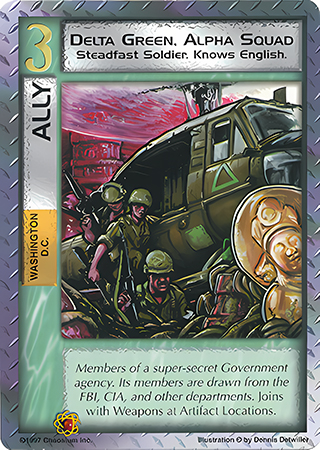 3
Delta Green, Alpha Squad
Steadfast Soldier. Knows English.
ALLY
WASHINGTON
D.C.
Members of a super-secret Government
agency. Its members are drawn from the
FBI, CIA, and other departments. Joins
with Weapons at Artifact Locations.
©1997 Chaosium Inc.
Illustration © by Dennis Detwiller